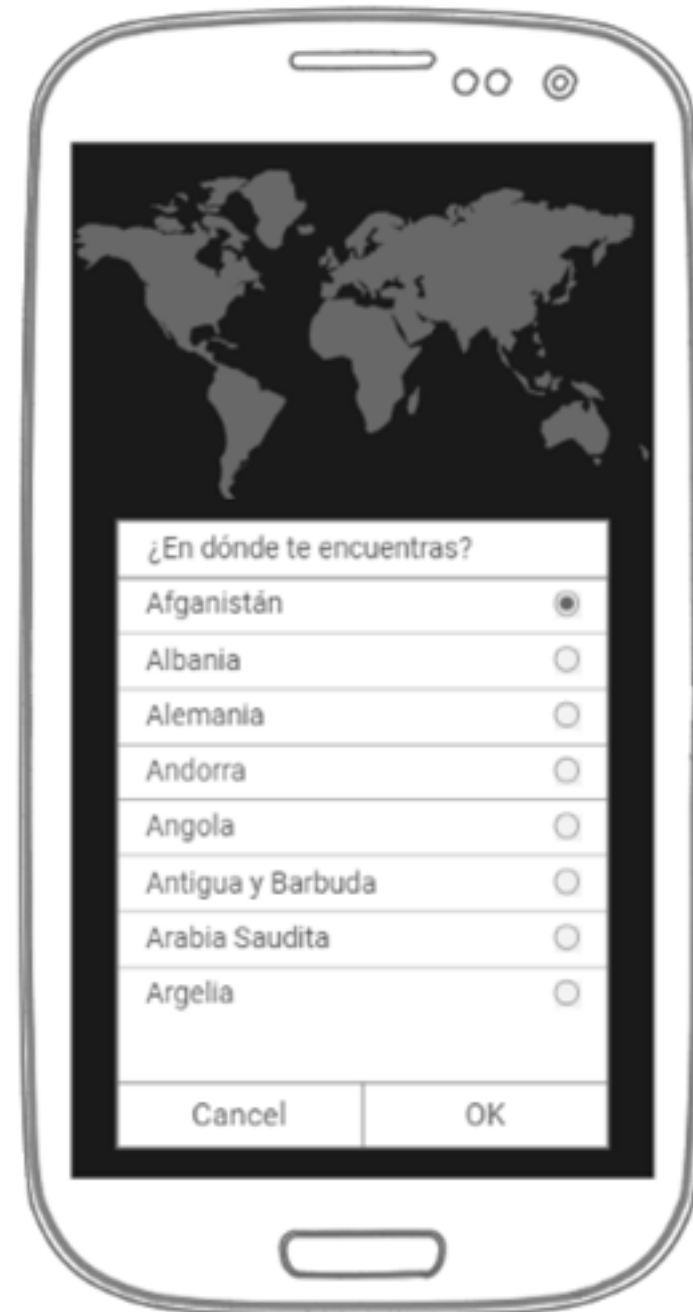 ¿En dónde te encuentras?
Afganistán
Albania
Alemania
Andorra
Angola
Antigua y Barbuda
Arabia Saudita
Argelia
Cancel OK